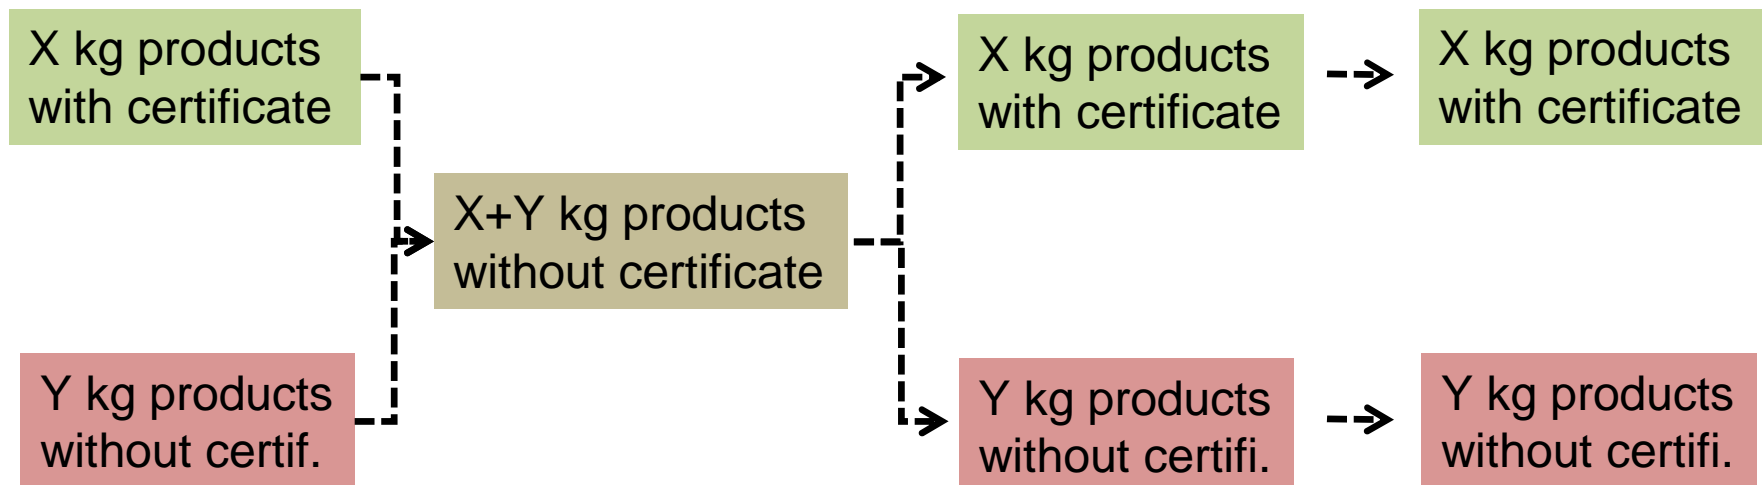 X kg products
with certificate
Y kg products
without certif.
X+Y kg products
without certificate
X kg products
with certificate
Y kg products
without certifi.
X kg products
with certificate
Y kg products
without certifi.